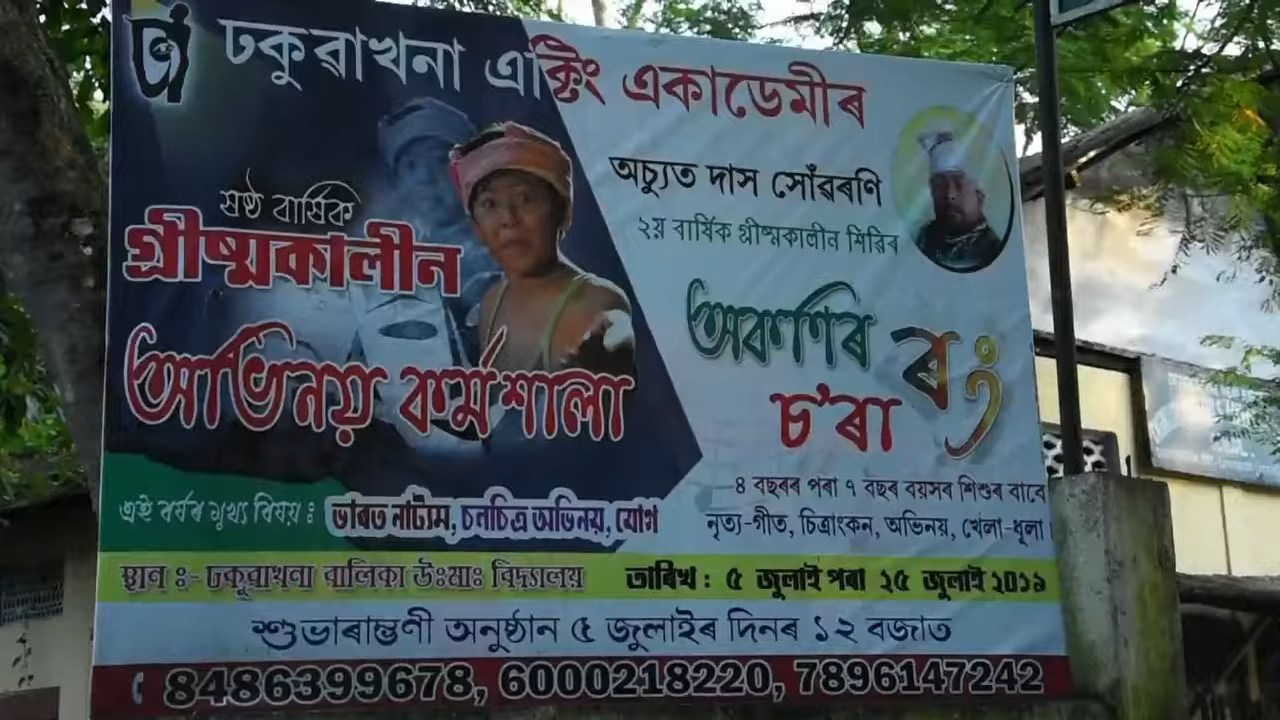 ঢকুৱাখনা এক্টিং একাডেমীৰ
ষষ্ঠ বাৰ্ষিক
গ্ৰীষ্মকালীন
অভিনয় কৰ্মশালা
এই বৰ্ষৰ মুখ্য বিষয় :
ভাৰত নাট্যম, চলচিত্ৰ অভিনয়, যোগ
অচ্যুত দাস সোঁৱৰণি
২য় বাৰ্ষিক গ্ৰীষ্মকালীন শিৱিৰ
অকণিৰ ৰং
চ'ৰা
৪ বছৰৰ পৰা ৭ বছৰ বয়সৰ শিশুৰ বাবে
নৃত্য-গীত, চিত্ৰাংকন, অভিনয়, খেলা-ধূলা।
স্থান ঃ- ঢকুৱাখনা বালিকা উঃমাঃ বিদ্যালয় তাৰিখ : ৫ জুলাই পৰা ২৫ জুলাই ২০১৯
শুভাৰাম্ভণী অনুষ্ঠান ৫ জুলাইৰ দিনৰ ১২ বজাত
8486399678, 6000218220, 7896147242